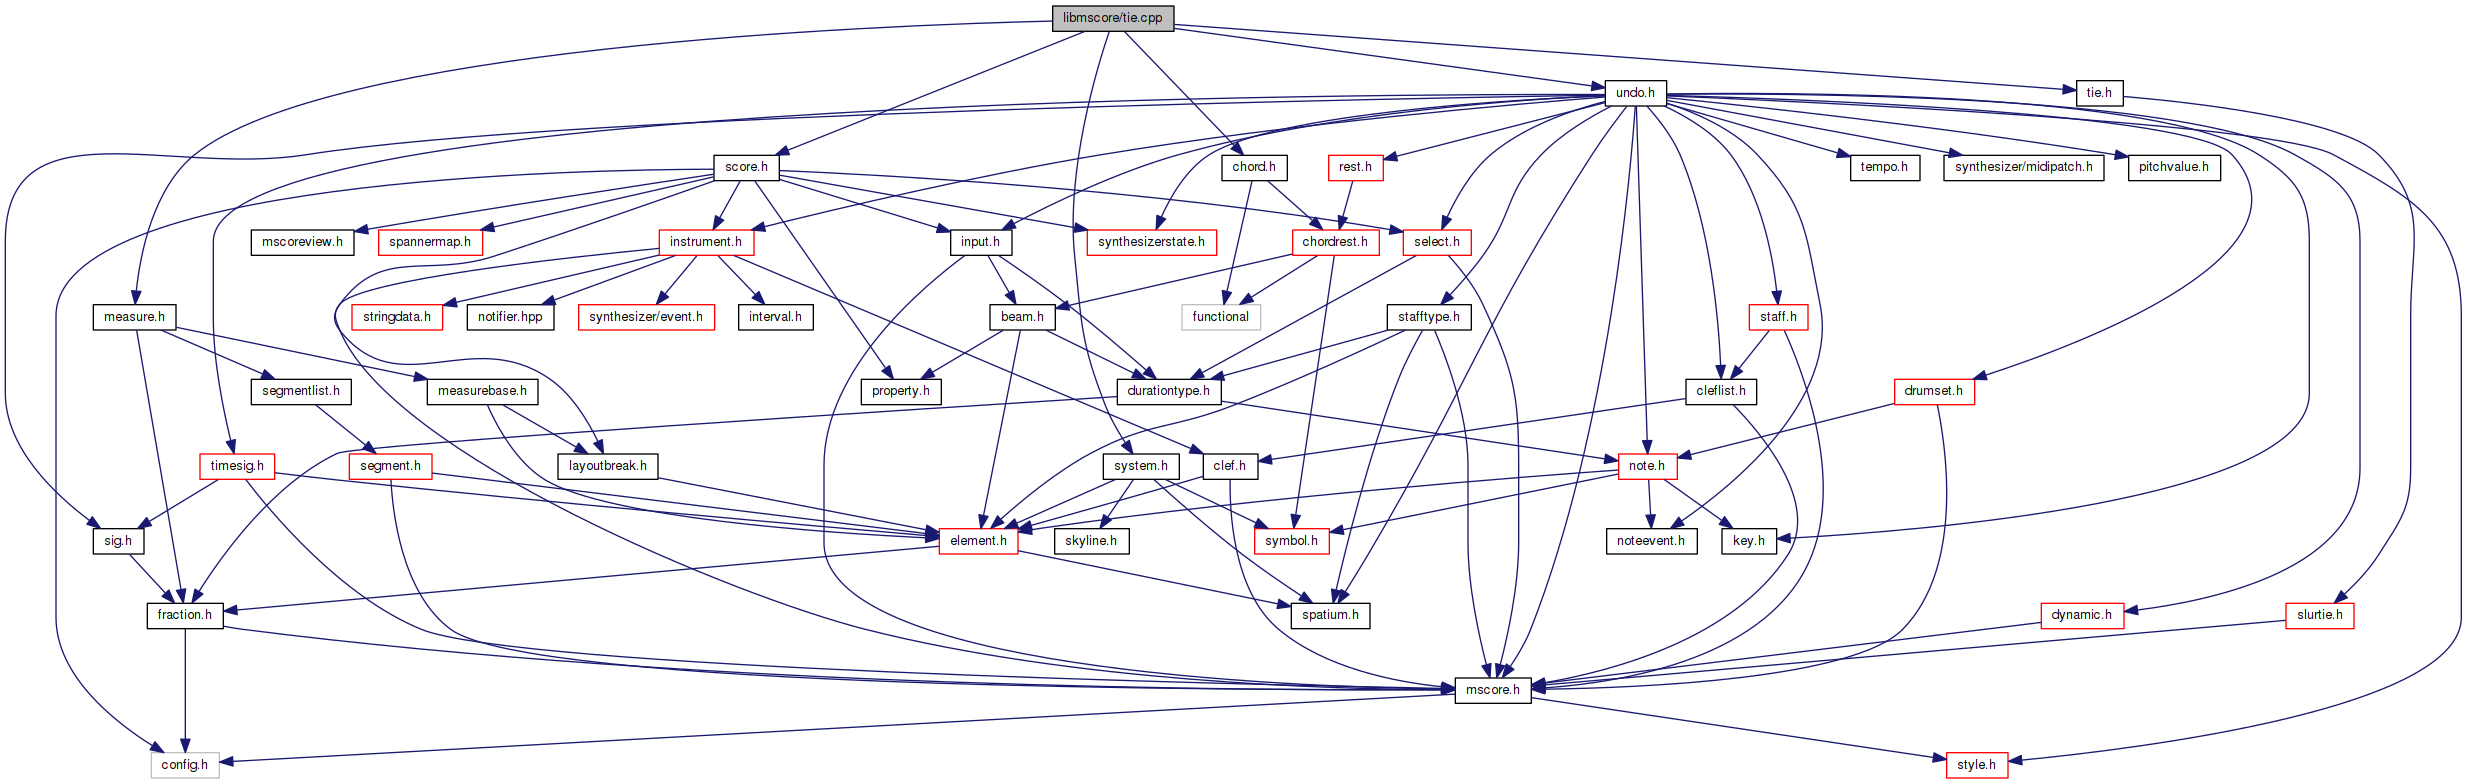 libmscore/tie.cpp
undo.h
tie.h
score.h
chord.h
rest.h
tempo.h
synthesizer/midipatch.h
pitchvalue.h
mscoreview.h
spannermap.h
instrument.h
input.h
synthesizerstate.h
chordrest.h
select.h
measure.h
stringdata.h
notifier.hpp
synthesizer/event.h
interval.h
beam.h
functional
stafftype.h
staff.h
segmentlist.h
measurebase.h
property.h
durationtype.h
cleflist.h
drumset.h
timesig.h
segment.h
layoutbreak.h
system.h
clef.h
note.h
sig.h
element.h
skyline.h
symbol.h
noteevent.h
key.h
fraction.h
spatium.h
dynamic.h
slurtie.h
mscore.h
config.h
style.h